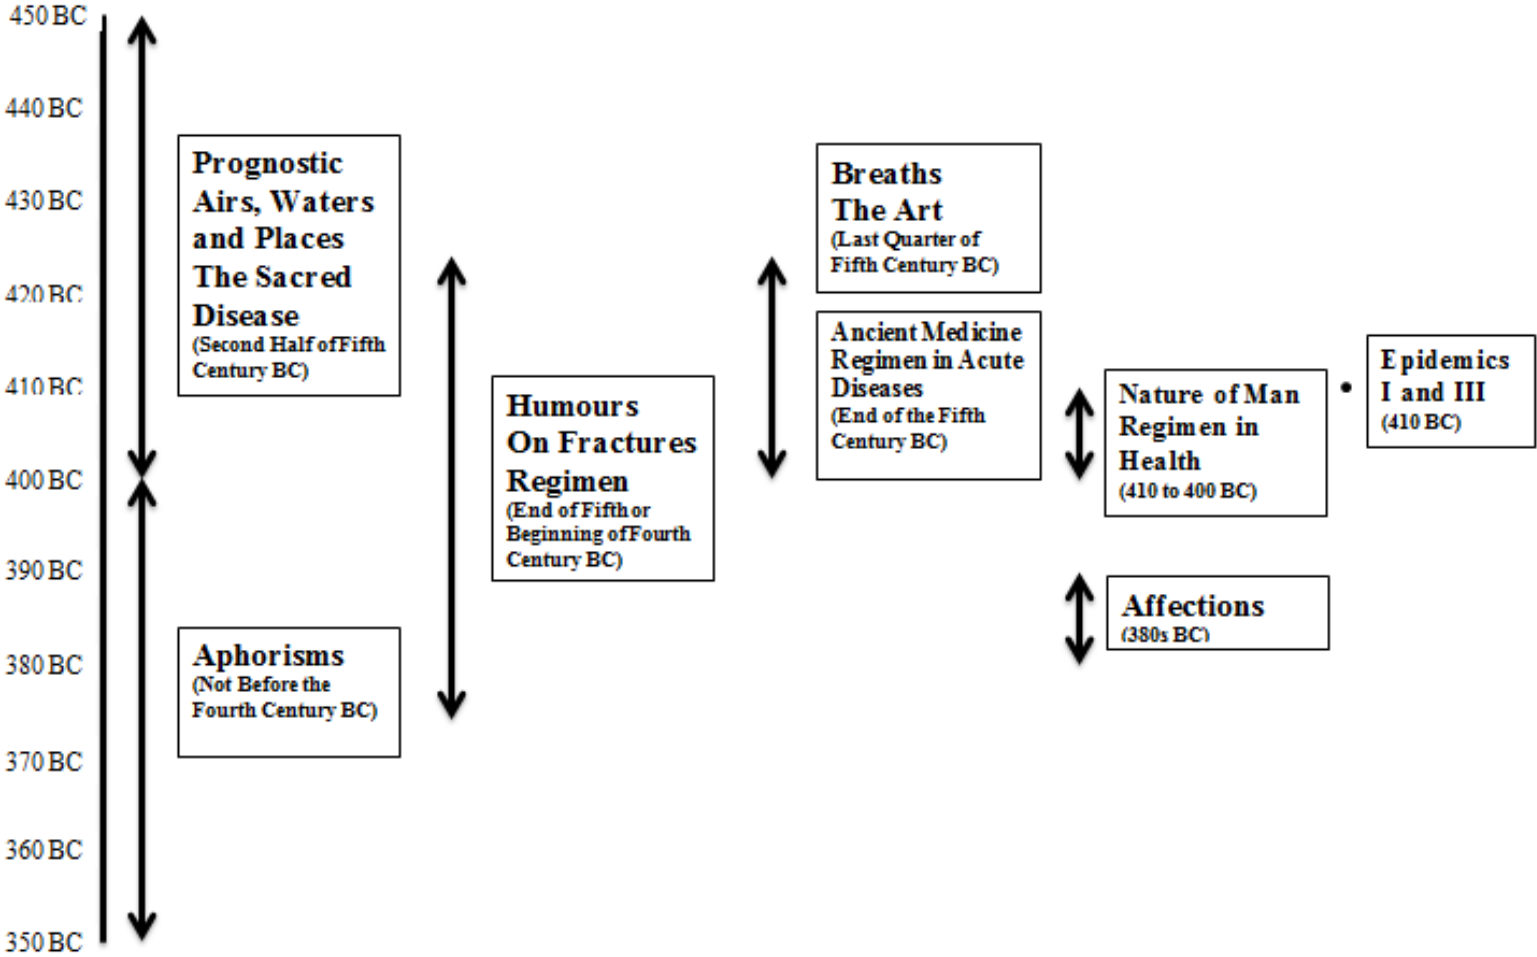 450 BC
440 BC
430 BC
420 BC
410 BC
400 BC
390 BC
380 BC
370 BC
360 BC
350 BC
Prognostic
Airs, Waters
and Places
The Sacred
Disease
(Second Half of Fifth
Century BC)
Aphorisms
(Not Before the
Fourth Century BC)
Humours
On Fractures
Regimen
(End of Fifth or
Beginning of Fourth
Century BC)
Breaths
The Art
(Last Quarter of
Fifth Century BC)
Ancient Medicine
Regimen in Acute
Diseases
(End of the Fifth
Century BC)
Nature of Man
Regimen in
Health
(410 to 400 BC)
Affections
(380s BC)
Epidemics
I and III
(410 BC)